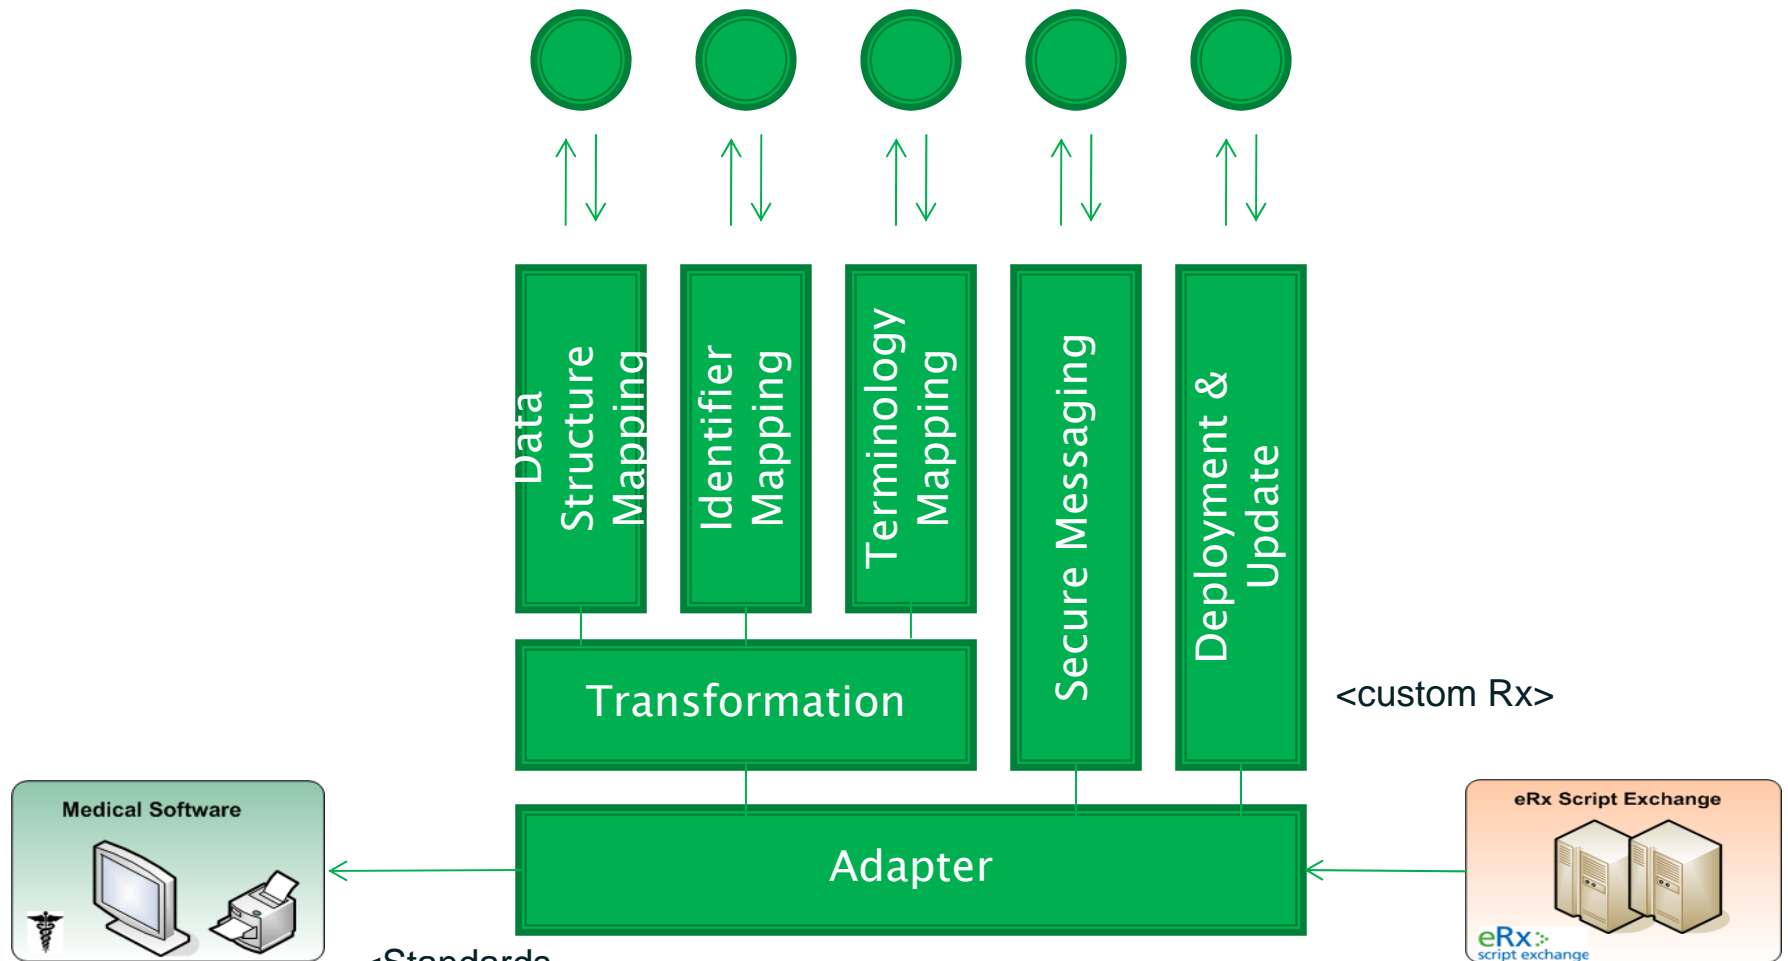 Data
Structure
Mapping
Identifier
Mapping
Terminology
Mapping
Secure Messaging
Deployment &
Update
Transformation
<custom Rx>
Medical Software
eRx Script Exchange
Adapter
eRx
script exchange
<Standards